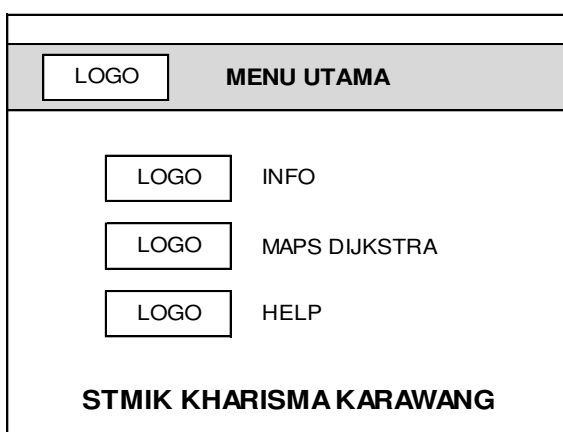 LOGO MENU UTAMA
LOGO INFO
LOGO MAPS DIJKSTRA
LOGO HELP
STMIK KHARISMA KARAWANG